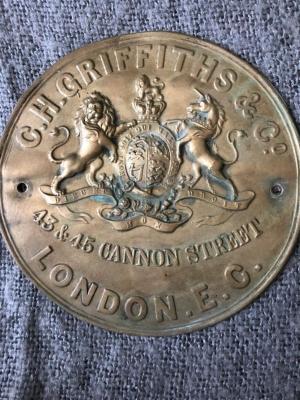 C.H.GRIFFITHS & Co.
43 & 45 CANNON STREET
LONDON.E.C.